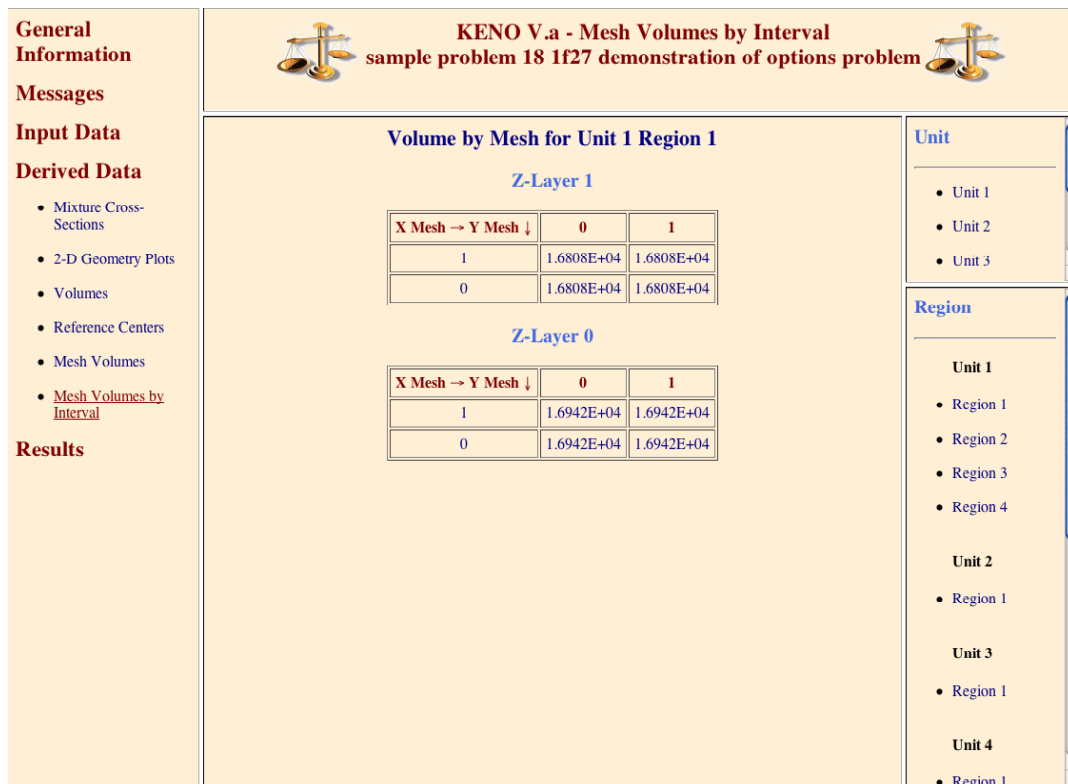 General
Information
Messages
Input Data
Derived Data
• Mixture Cross-
Sections
• 2-D Geometry Plots
• Volumes
• Reference Centers
• Mesh Volumes
• Mesh Volumes by
Interval
Results
KENO V.a - Mesh Volumes by Interval
sample problem 18 1f27 demonstration of options problem
Volume by Mesh for Unit 1 Region 1
Z-Layer 1
X Mesh → Y Mesh ↓ 0 1
1 1.6808E+04 1.6808E+04
0 1.6808E+04 1.6808E+04
Z-Layer 0
X Mesh → Y Mesh ↓ 0 1
1 1.6942E+04 1.6942E+04
0 1.6942E+04 1.6942E+04
Unit
• Unit 1
• Unit 2
• Unit 3
Region
Unit 1
• Region 1
• Region 2
• Region 3
• Region 4
Unit 2
• Region 1
Unit 3
• Region 1
Unit 4
• Region 1